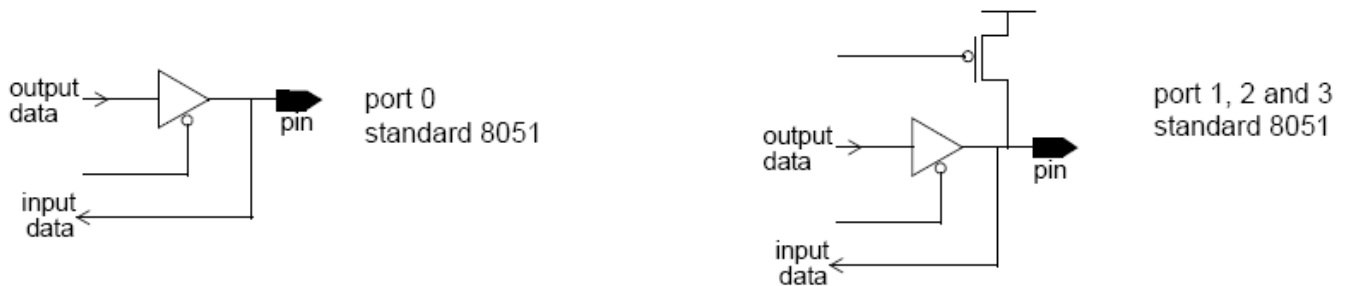 output
data
pin
port 0
standard 8051
input
data
output
data
pin
port 1, 2 and 3
standard 8051
input
data